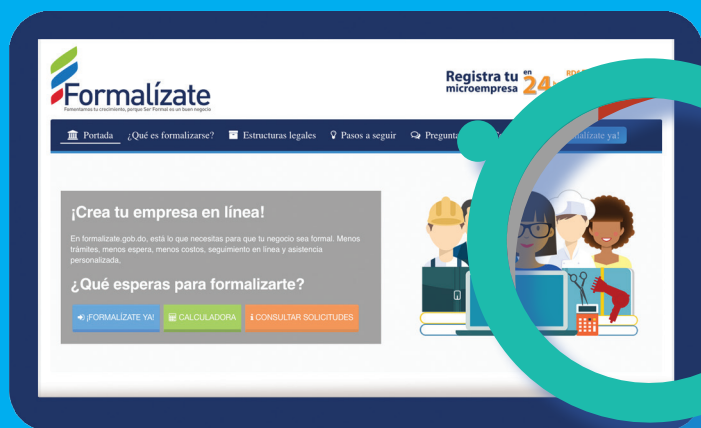 Formalízate
Fomentamos tu crecimiento, porque Ser Formal es un buen negocio
Registra tu en
microempresa 24
Portada ¿Qué es formalizarse? Estructuras legales Pasos a seguir
¡Crea tu empresa en línea!
En formalizate.gob.do, está lo que necesitas para que tu negocio sea formal. Menos
trámites, menos espera, menos costos, seguimiento en línea y asistencia
personalizada,
¿Qué esperas para formalizarte?
¡FORMALÍZATE YA! CALCULADORA CONSULTAR SOLICITUDES